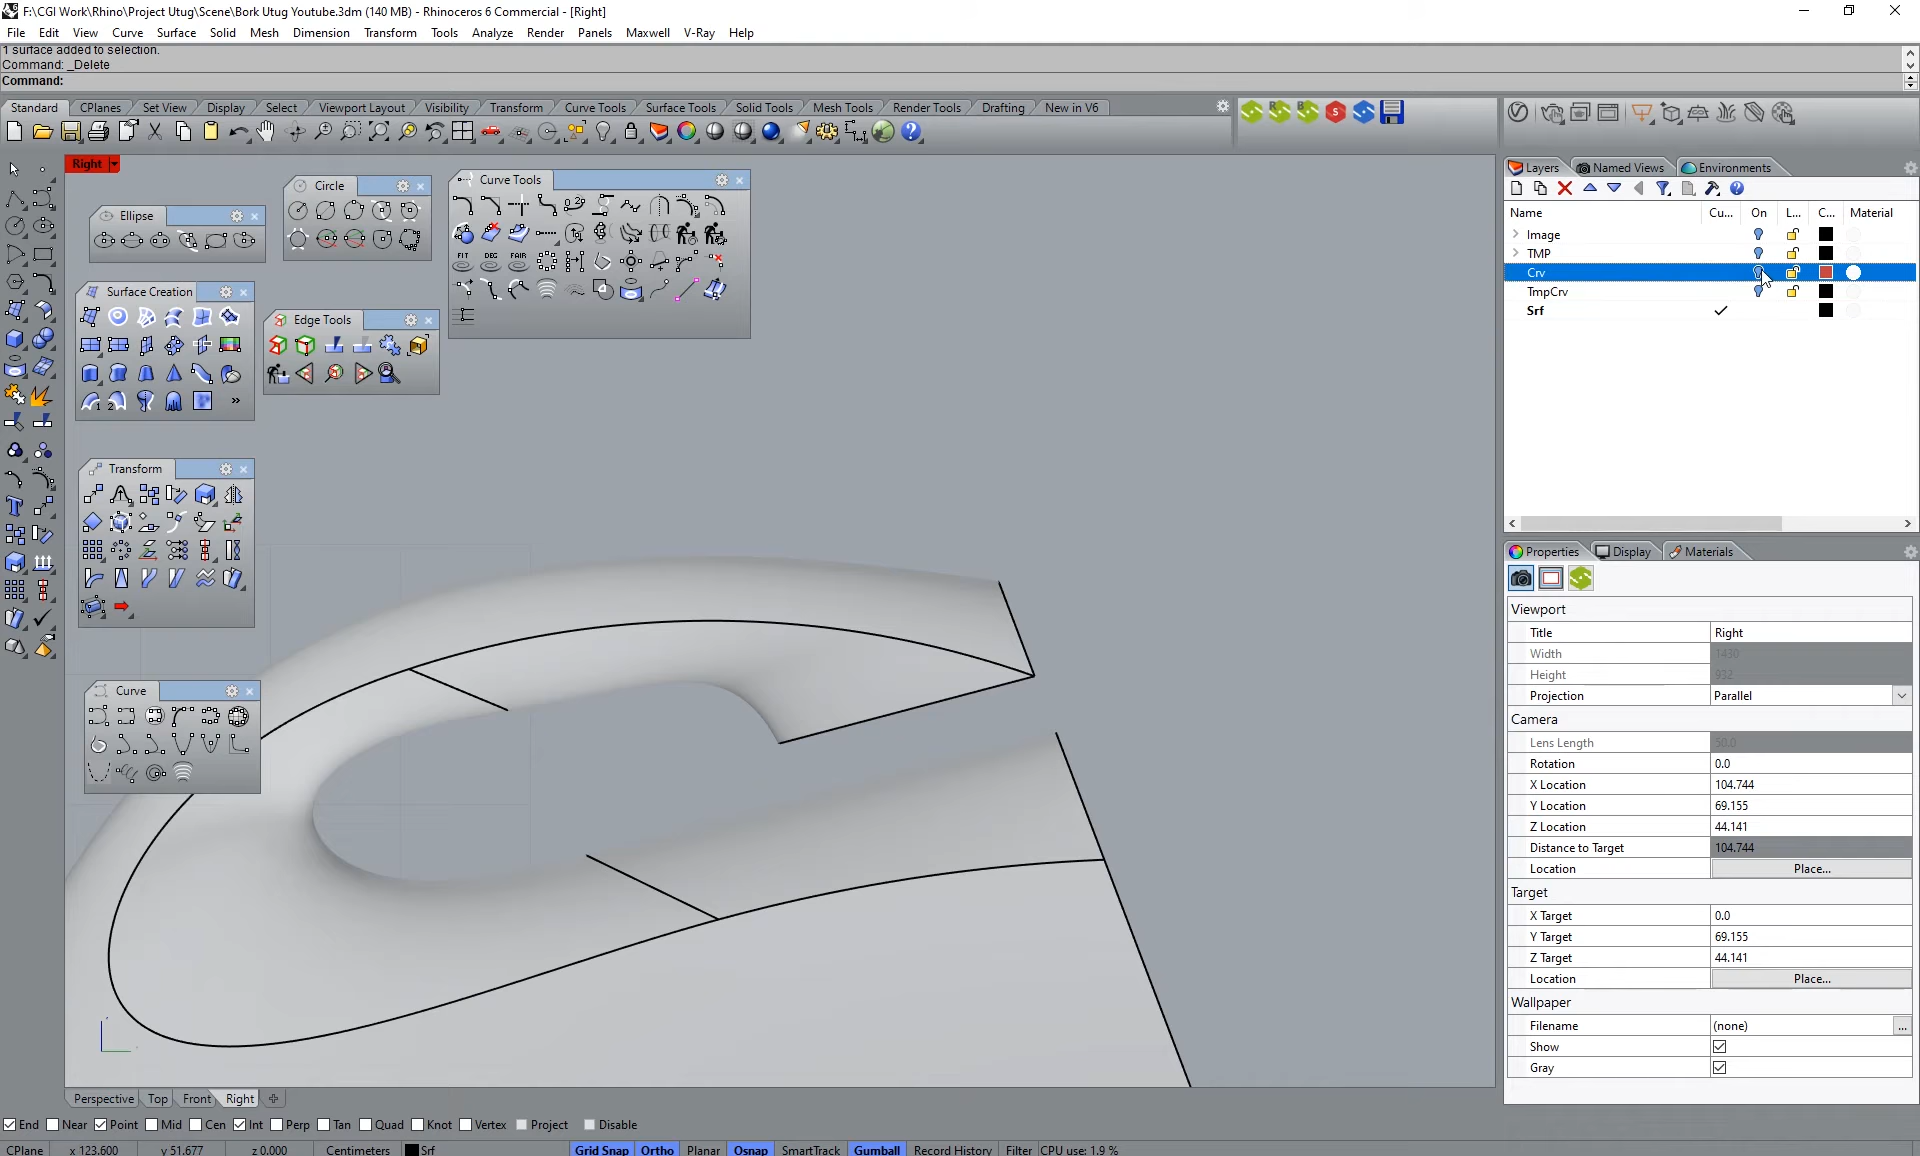 F:\CGI Work\Rhino\Project Utug\Scene\Bork Utug Youtube.3dm (140 MB) - Rhinoceros 6 Commercial - [Right]
File Edit View Curve Surface Solid Mesh Dimension Transform Tools Analyze Render Panels Maxwell V-Ray Help
1 surface added to selection.
Command: _Delete
Command:
Standard CPlanes Set View Display Select Viewport Layout Visibility Transform Curve Tools Surface Tools Solid Tools Mesh Tools Render Tools Drafting New in V6
Right
Circle
Curve Tools
Ellipse
FIT DEG FAIR
Surface Creation
Edge Tools
Transform
Curve
Layers Named Views Environments
Name Cu... On L... C... Material
Image
TMP
Crv
TmpCrv
Srf
Properties Display Materials
Viewport
Title Right
Width 1430
Height 932
Projection Parallel
Camera
Lens Length 50.0
Rotation 0.0
X Location 104.744
Y Location 69.155
Z Location 44.141
Distance to Target 104.744
Location Place...
Target
X Target 0.0
Y Target 69.155
Z Target 44.141
Location Place...
Wallpaper
Filename (none) ...
Show
Gray
Perspective Top Front Right
End Near Point Mid Cen Int Perp Tan Quad Knot Vertex Project Disable
CPlane x 123.600 y 51.677 z 0.000 Centimeters Srf Grid Snap Ortho Planar Osnap SmartTrack Gumball Record History Filter CPU use: 1.9 %